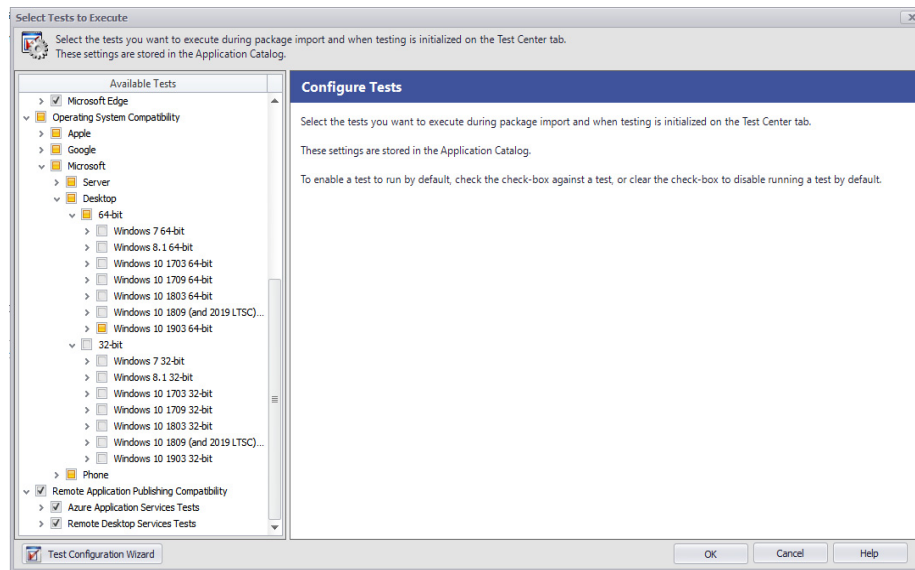 Select Tests to Execute
Select the tests you want to execute during package import and when testing is initialized on the Test Center tab.
These settings are stored in the Application Catalog.
Available Tests
Microsoft Edge
Operating System Compatibility
Apple
Google
Microsoft
Server
Desktop
64-bit
Windows 7 64-bit
Windows 8.1 64-bit
Windows 10 1703 64-bit
Windows 10 1709 64-bit
Windows 10 1803 64-bit
Windows 10 1809 (and 2019 LTSC)...
Windows 10 1903 64-bit
32-bit
Windows 7 32-bit
Windows 8.1 32-bit
Windows 10 1703 32-bit
Windows 10 1709 32-bit
Windows 10 1803 32-bit
Windows 10 1809 (and 2019 LTSC)...
Windows 10 1903 32-bit
Phone
Remote Application Publishing Compatibility
Azure Application Services Tests
Remote Desktop Services Tests
Configure Tests
Select the tests you want to execute during package import and when testing is initialized on the Test Center tab.
These settings are stored in the Application Catalog.
To enable a test to run by default, check the check-box against a test, or clear the check-box to disable running a test by default.
Test Configuration Wizard
OK
Cancel
Help